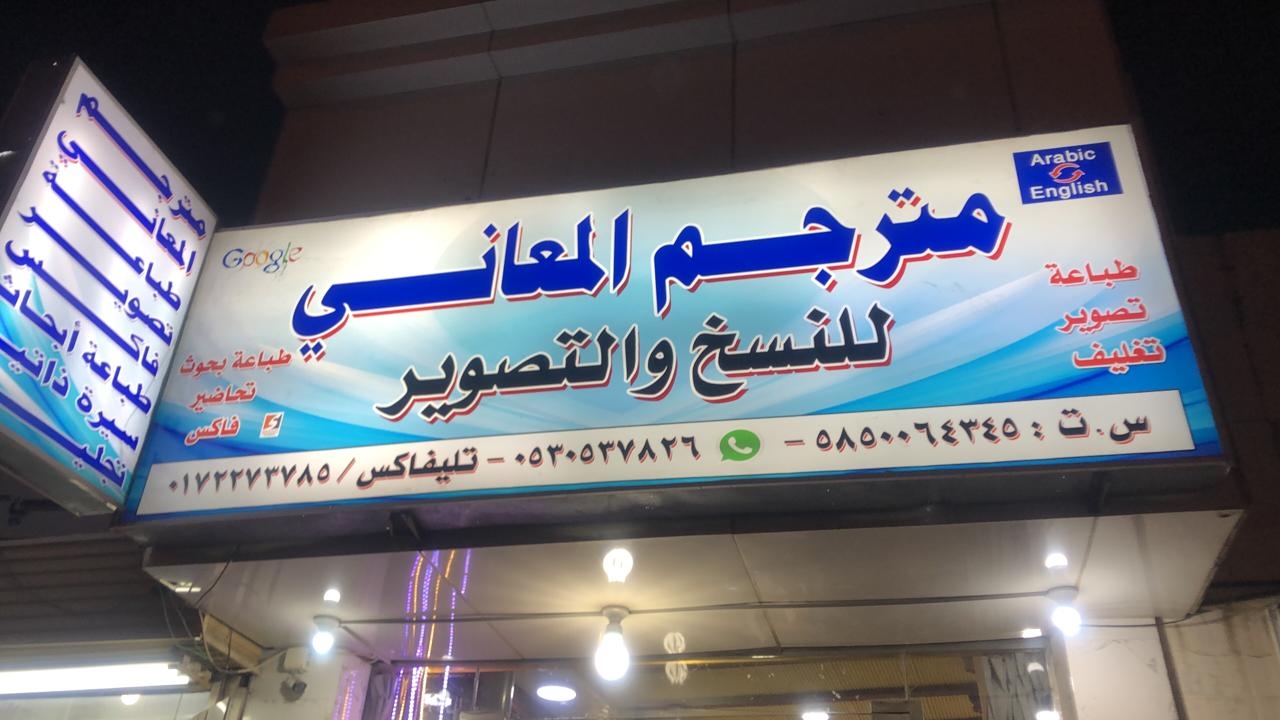 مترجم المعاني
للنسخ والتصوير
Arabic
English
طباعة
تصوير
تغليف
Google
طباعة بحوث
تحاضير
فاكس
س.ت : ٥٨٥٠٠٦٤٣٤٥ - ٠٥٣٠٥٣٧٨٢٦ - تليفاكس/ ٠١٧٢٢٧٣٧٨٥
مترجم
المعاني
طباعة
تصوير
فاكس
طباعة أبحاث
سيرة ذاتية